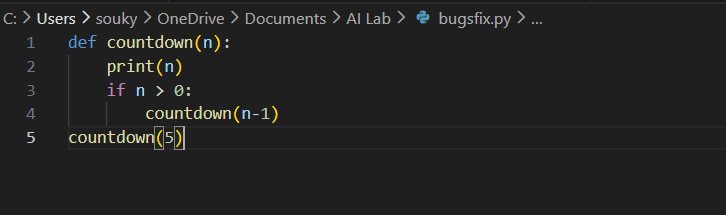 C: > Users > souky > OneDrive > Documents > AI Lab > bugsfix.py > ...
1 def countdown(n):
2     print(n)
3     if n > 0:
4         countdown(n-1)
5 countdown(5)